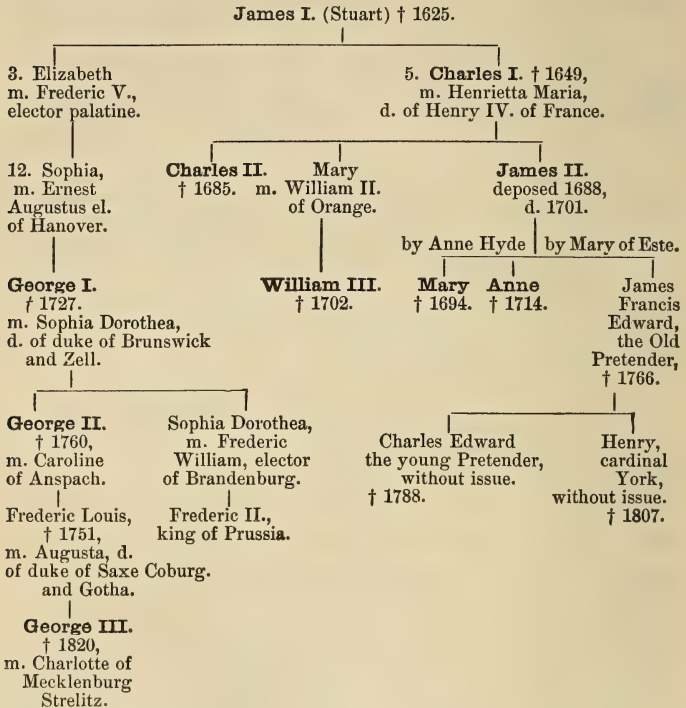 James I. (Stuart) † 1625.
3. Elizabeth
m. Frederic V.,
elector palatine.
5. Charles I. † 1649,
m. Henrietta Maria,
d. of Henry IV. of France.
12. Sophia,
m. Ernest
Augustus el.
of Hanover.
Charles II.
† 1685.
Mary
m. William II.
of Orange.
James II.
deposed 1688,
d. 1701.
by Anne Hyde
by Mary of Este.
George I.
† 1727.
m. Sophia Dorothea,
d. of duke of Brunswick
and Zell.
William III.
† 1702.
Mary
† 1694.
Anne
† 1714.
James
Francis
Edward,
the Old
Pretender,
† 1766.
George II.
† 1760,
m. Caroline
of Anspach.
Sophia Dorothea,
m. Frederic
William, elector
of Brandenburg.
Charles Edward
the young Pretender,
without issue.
† 1788.
Henry,
cardinal
York,
without issue.
† 1807.
Frederic Louis,
† 1751,
m. Augusta, d.
of duke of Saxe Coburg.
and Gotha.
Frederic II.,
king of Prussia.
George III.
† 1820,
m. Charlotte of
Mecklenburg
Strelitz.